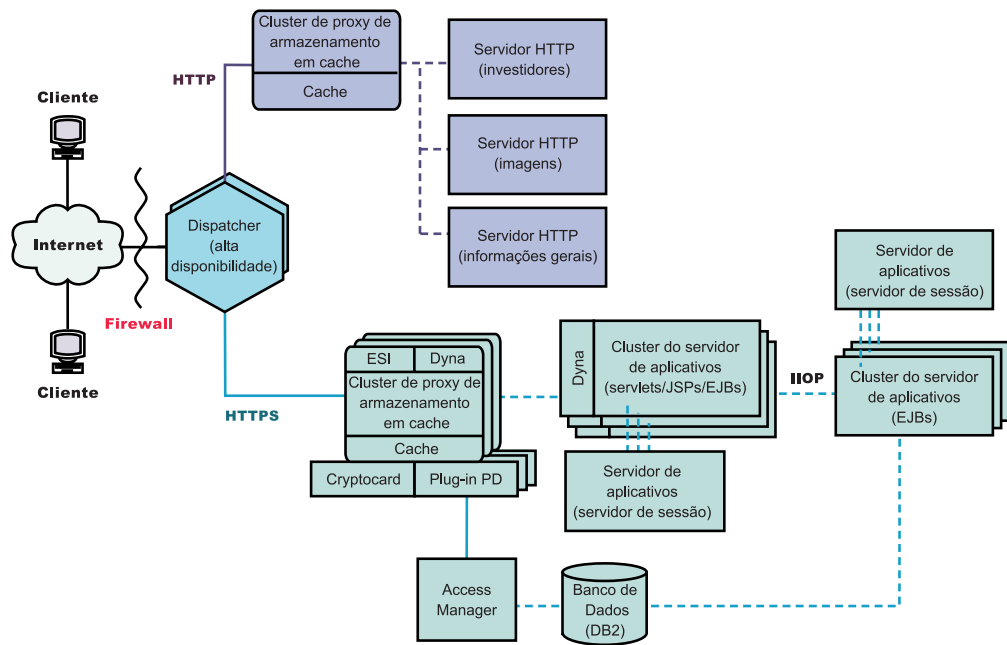 Cluster de proxy de
armazenamento
em cache
Cache
HTTP
Servidor HTTP
(investidores)
Cliente
Servidor HTTP
(imagens)
Internet
Dispatcher
(alta
disponibilidade)
Servidor HTTP
(informações gerais)
Firewall
Cliente
HTTPS
ESI
Dyna
Cluster de proxy de
armazenamento
em cache
Cache
Cryptocard
Plug-in PD
Dyna
Cluster do servidor
de aplicativos
(servlets/JSPs/EJBs)
Servidor de
aplicativos
(servidor de sessão)
IIOP
Servidor de
aplicativos
(servidor de sessão)
Cluster do servidor
de aplicativos
(EJBs)
Access
Manager
Banco de
Dados
(DB2)